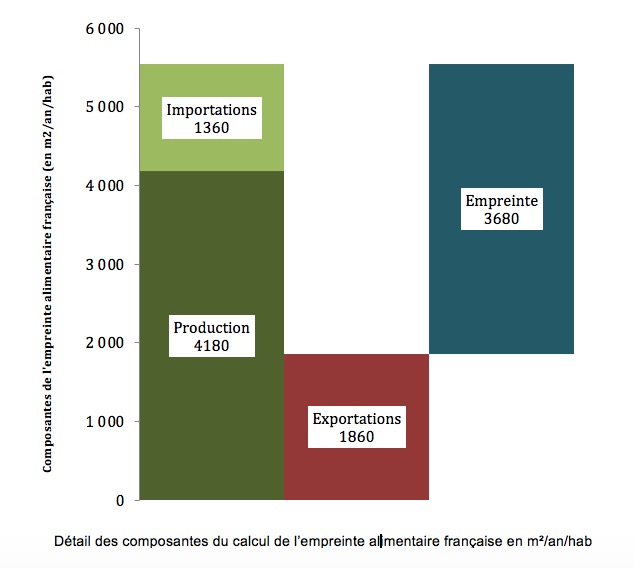 Composantes de l'empreinte alimentaire française (en m2/an/hab)
6 000
5 000
4 000
3 000
2 000
1 000
0
Importations
1360
Production
4180
Exportations
1860
Empreinte
3680
Détail des composantes du calcul de l'empreinte alimentaire française en m²/an/hab